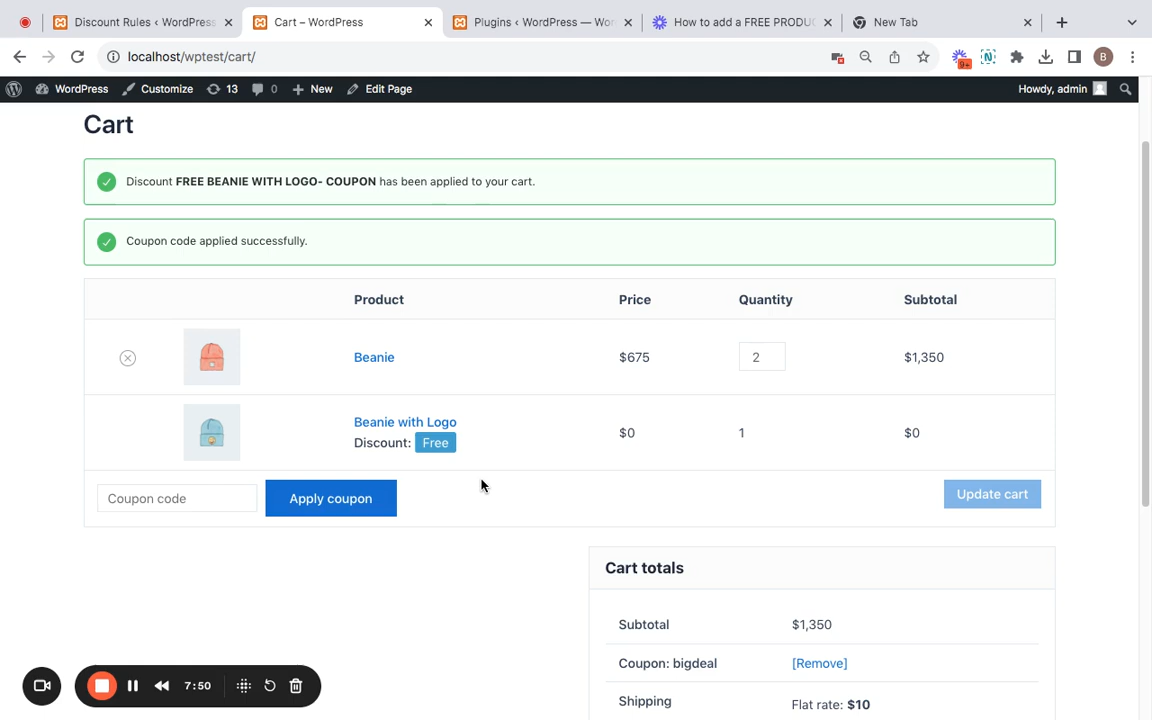 Discount Rules ‹ WordPress
Cart – WordPress
Plugins ‹ WordPress — Wor
How to add a FREE PRODU
New Tab
localhost/wptest/cart/
9+
B
WordPress
Customize
13
0
New
Edit Page
Howdy, admin
Cart
Discount FREE BEANIE WITH LOGO- COUPON has been applied to your cart.
Coupon code applied successfully.
Product Price Quantity Subtotal
Beanie $675 2 $1,350
Beanie with Logo
Discount: Free
$0 1 $0
Coupon code
Apply coupon
Update cart
Cart totals
Subtotal $1,350
Coupon: bigdeal [Remove]
Shipping Flat rate: $10
7:50